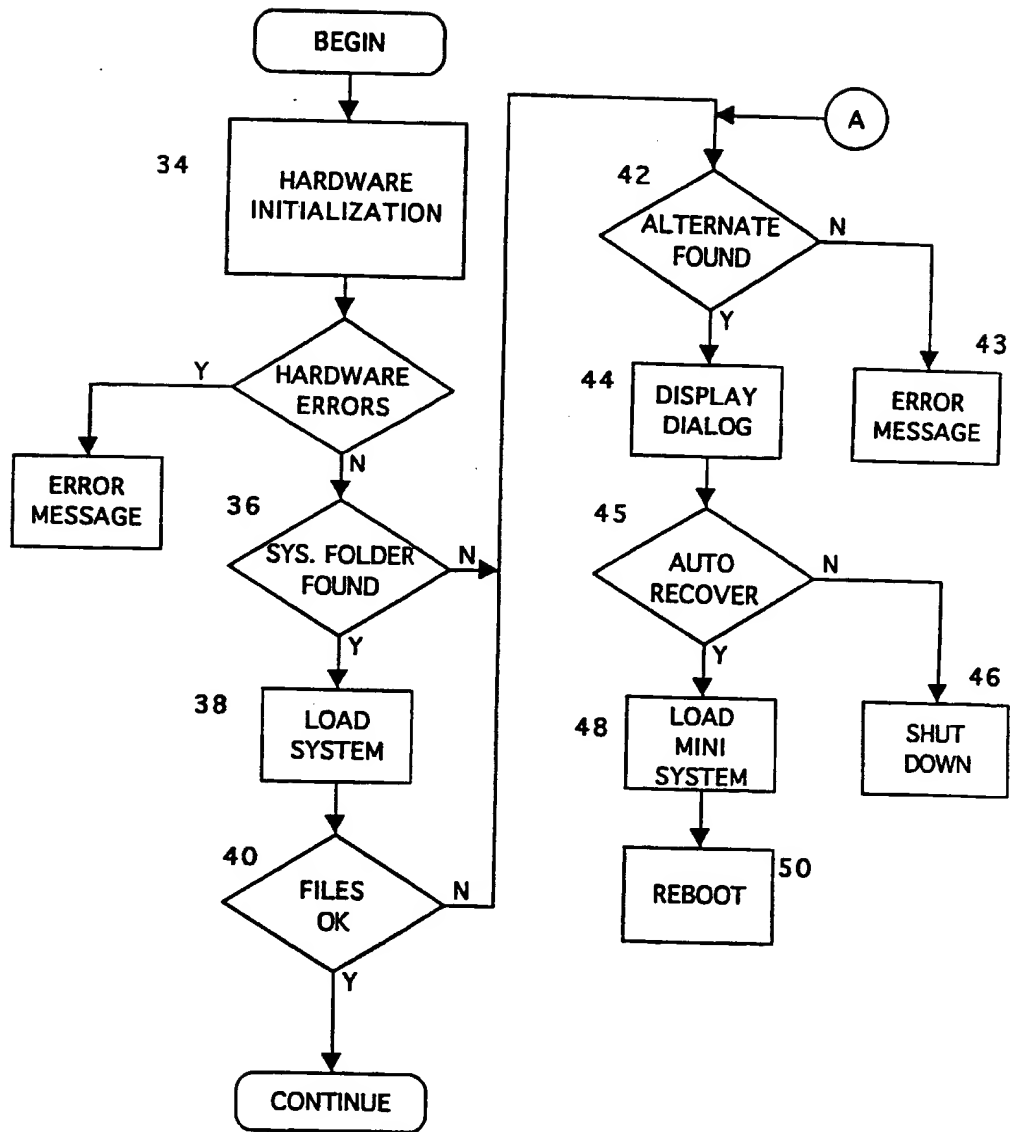 BEGIN
34
HARDWARE
INITIALIZATION
HARDWARE
ERRORS
Y
N
ERROR
MESSAGE
36
SYS. FOLDER
FOUND
N
Y
38
LOAD
SYSTEM
40
FILES
OK
N
Y
CONTINUE
A
42
ALTERNATE
FOUND
N
Y
43
ERROR
MESSAGE
44
DISPLAY
DIALOG
45
AUTO
RECOVER
N
Y
46
SHUT
DOWN
48
LOAD
MINI
SYSTEM
50
REBOOT